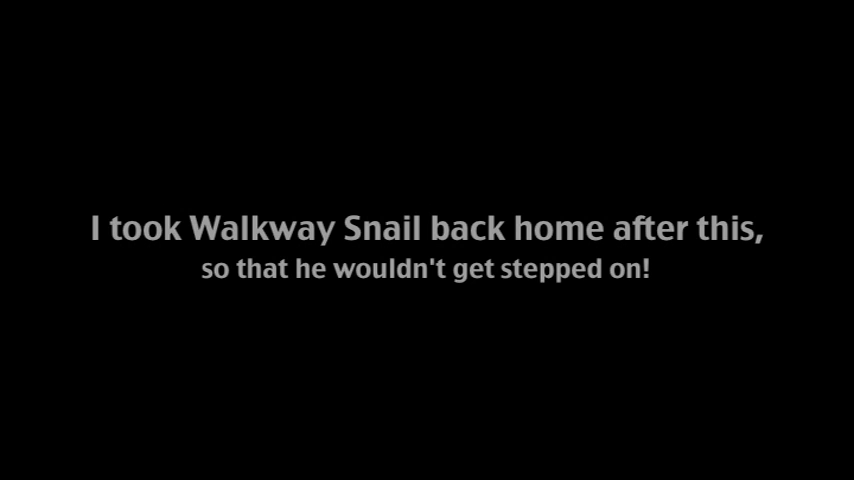 I took Walkway Snail back home after this,
so that he wouldn't get stepped on!